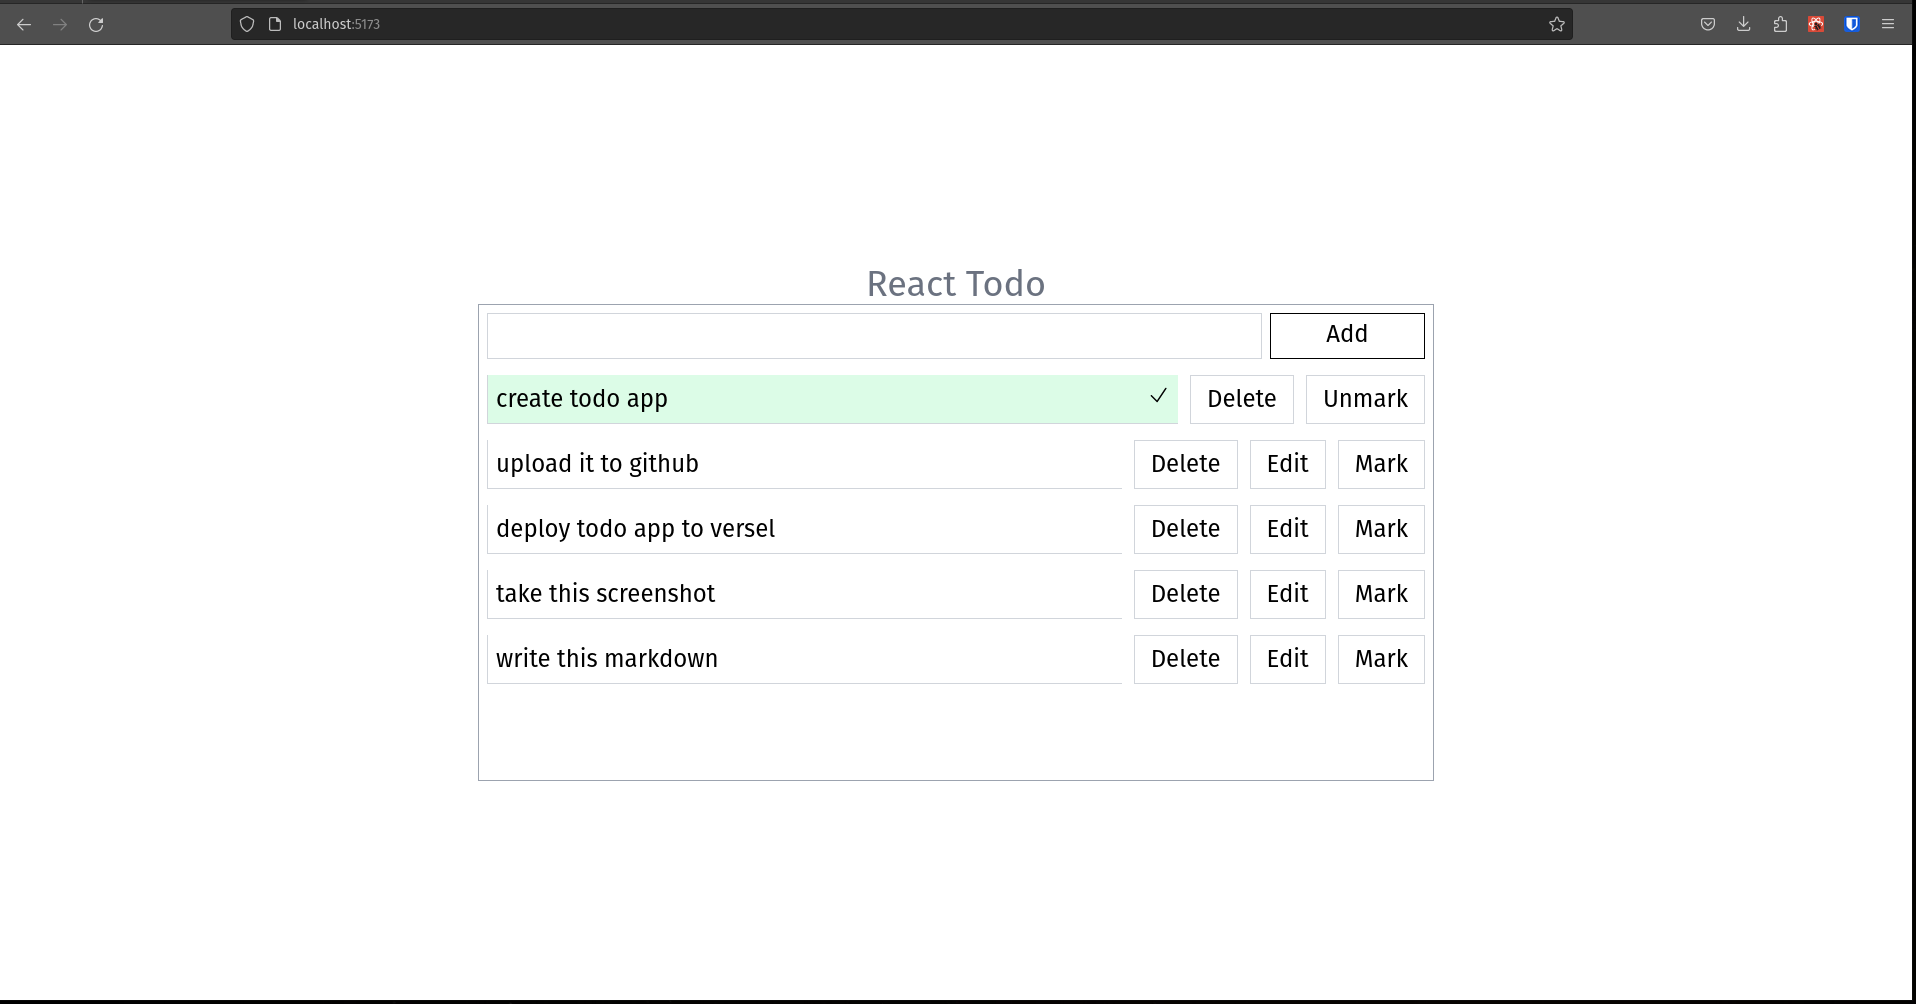 localhost:5173
React Todo
Add
create todo app ✓ Delete Unmark
upload it to github Delete Edit Mark
deploy todo app to versel Delete Edit Mark
take this screenshot Delete Edit Mark
write this markdown Delete Edit Mark